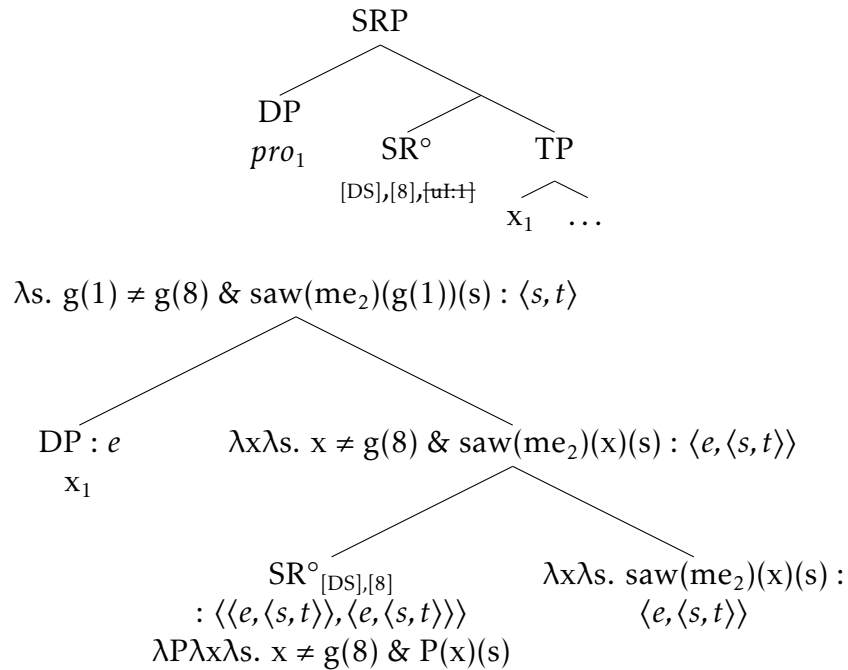 SRP
DP
pro₁
SR° TP
[DS],[8],[uI:1]
x₁ …
λs. g(1) ≠ g(8) & saw(me₂)(g(1))(s) : ⟨s,t⟩
DP : e λxλs. x ≠ g(8) & saw(me₂)(x)(s) : ⟨e,⟨s,t⟩⟩
x₁
SR°[DS],[8] λxλs. saw(me₂)(x)(s) :
: ⟨⟨e,⟨s,t⟩⟩,⟨e,⟨s,t⟩⟩⟩ ⟨e,⟨s,t⟩⟩
λPλxλs. x ≠ g(8) & P(x)(s)